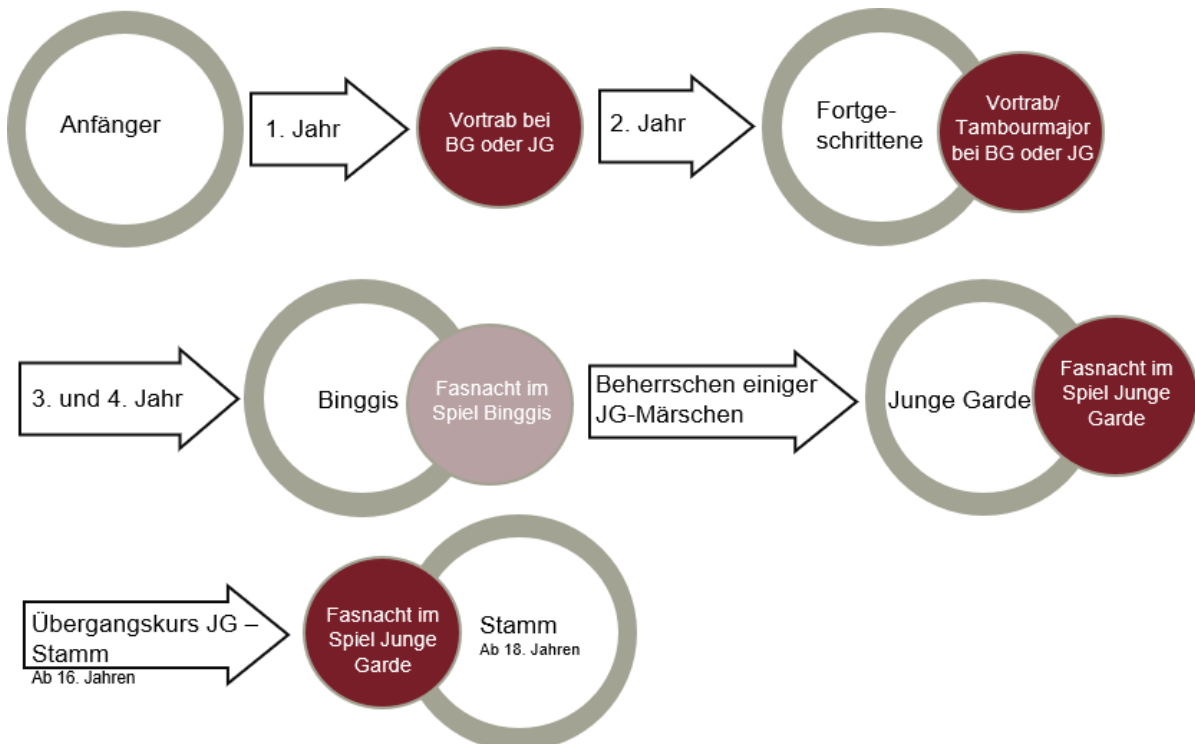 Anfänger
1. Jahr
Vortrab bei
BG oder JG
2. Jahr
Fortge-
schrittene
Vortrab/
Tambourmajor
bei BG oder JG
3. und 4. Jahr
Binggis
Fasnacht im
Spiel Binggis
Beherrschen einiger
JG-Märschen
Junge Garde
Fasnacht im
Spiel Junge
Garde
Übergangskurs JG –
Stamm
Ab 16. Jahren
Fasnacht im
Spiel Junge
Garde
Stamm
Ab 18. Jahren